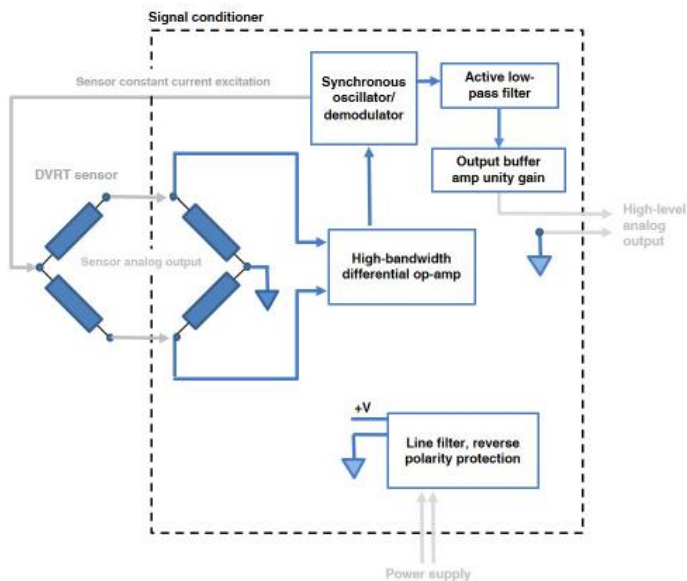 Signal conditioner
Sensor constant current excitation
Synchronous
oscillator/
demodulator
Active low-
pass filter
Output buffer
amp unity gain
DVRT sensor
High-level
analog
output
Sensor analog output
High-bandwidth
differential op-amp
+V
Line filter, reverse
polarity protection
Power supply